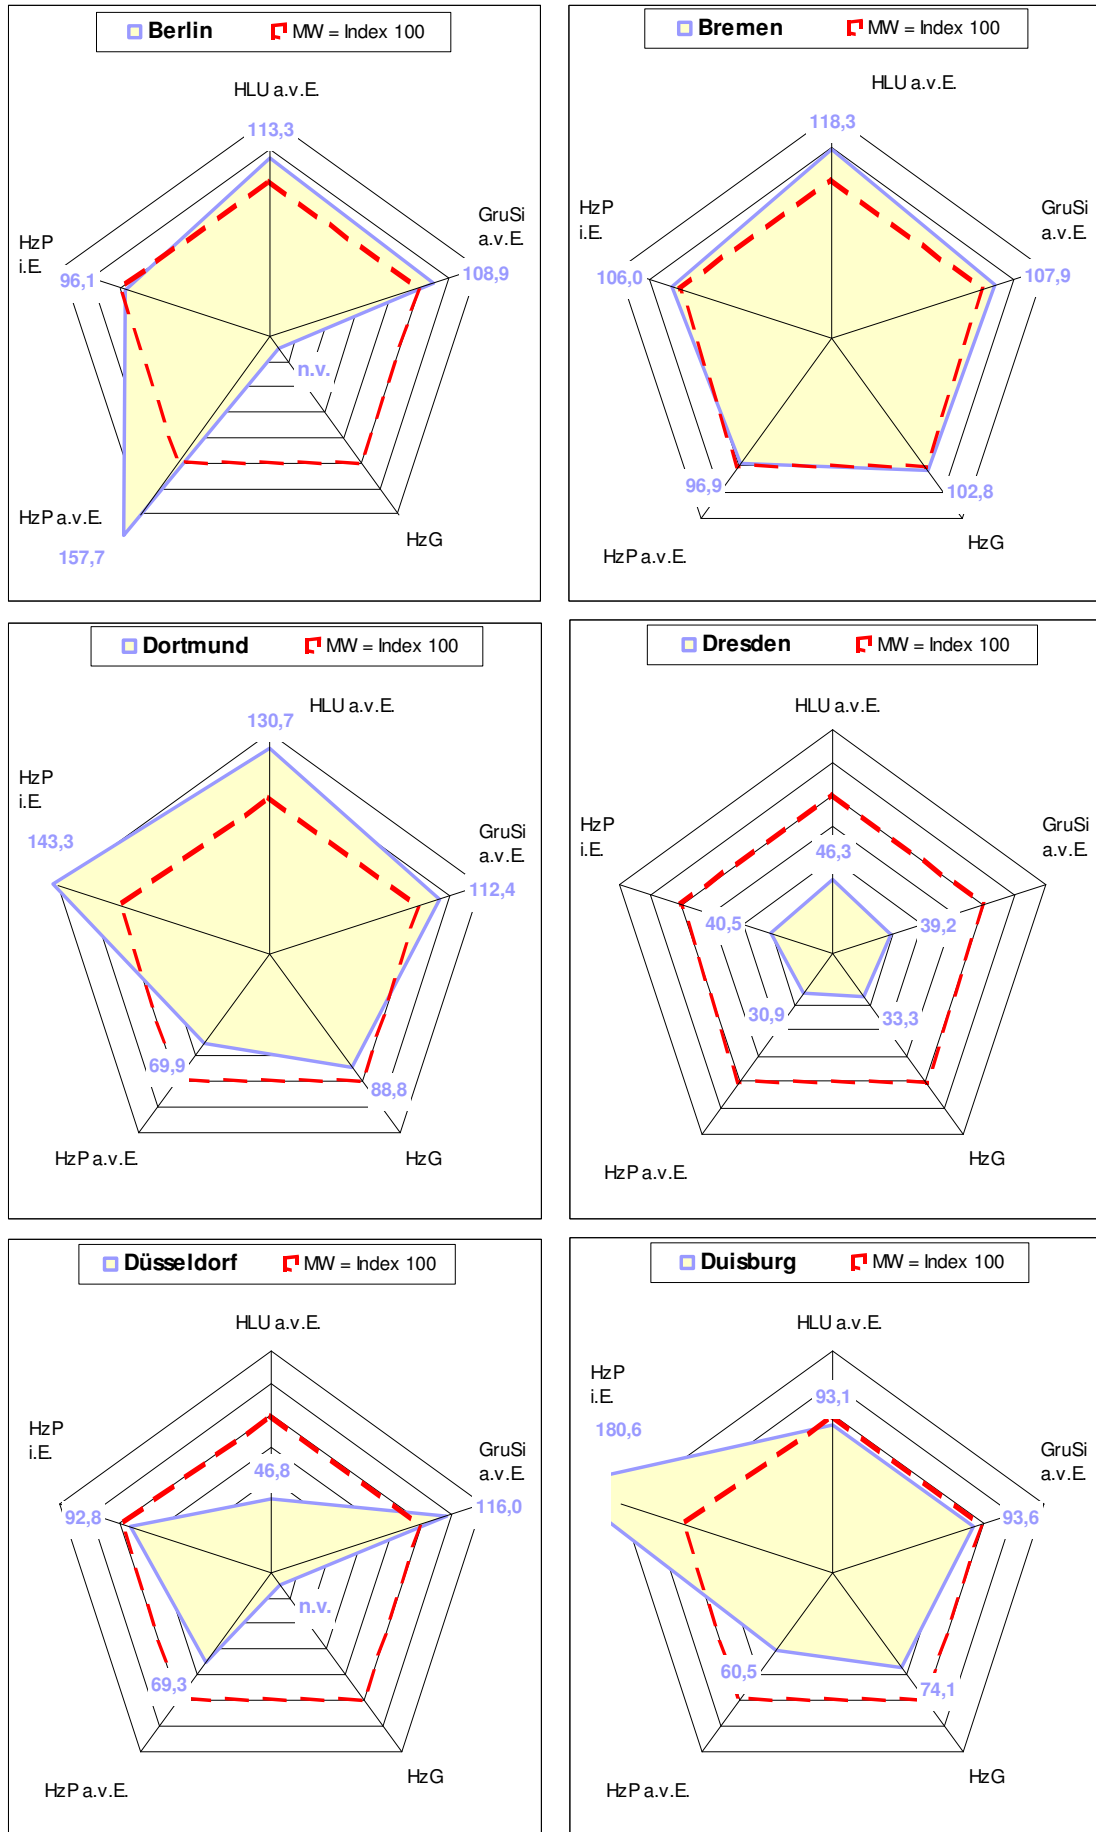 Berlin MW = Index 100
HLU a.v.E.
113,3
GruSi
a.v.E.
108,9
n.v.
HzG
HzP a.v.E.
157,7
HzP
i.E.
96,1
Bremen MW = Index 100
HLU a.v.E.
118,3
GruSi
a.v.E.
107,9
102,8
HzG
96,9
HzP a.v.E.
HzP
i.E.
106,0
Dortmund MW = Index 100
HLU a.v.E.
130,7
GruSi
a.v.E.
112,4
88,8
HzG
69,9
HzP a.v.E.
HzP
i.E.
143,3
Dresden MW = Index 100
HLU a.v.E.
46,3
GruSi
a.v.E.
39,2
33,3
HzG
30,9
HzP a.v.E.
HzP
i.E.
40,5
Düsseldorf MW = Index 100
HLU a.v.E.
46,8
GruSi
a.v.E.
116,0
n.v.
HzG
69,3
HzP a.v.E.
HzP
i.E.
92,8
Duisburg MW = Index 100
HLU a.v.E.
93,1
GruSi
a.v.E.
93,6
74,1
HzG
60,5
HzP a.v.E.
HzP
i.E.
180,6